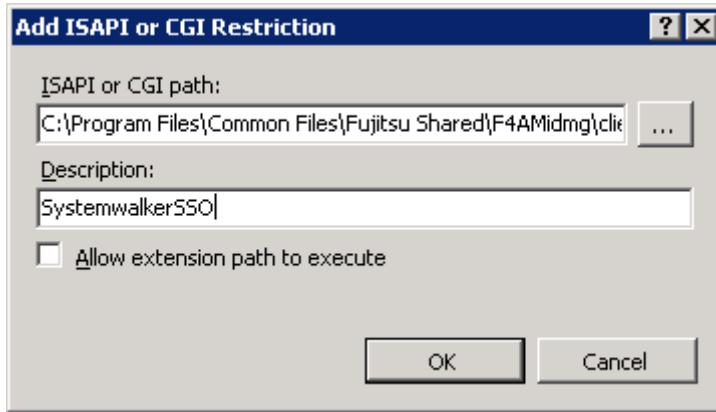 Add ISAPI or CGI Restriction
ISAPI or CGI path:
C:\Program Files\Common Files\Fujitsu Shared\F4AMidmg\clie
...
Description:
SystemwalkerSSO
Allow extension path to execute
OK
Cancel